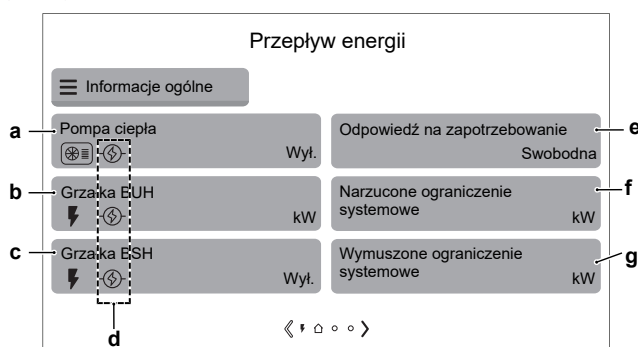 Przepływ energii
Informacje ogólne
a
Pompa ciepła
Wył.
Odpowiedź na zapotrzebowanie
Swobodna
e
b
Grzałka BUH
kW
Narzucone ograniczenie
systemowe
kW
f
c
Grzałka BSH
Wył.
Wymuszone ograniczenie
systemowe
kW
g
d